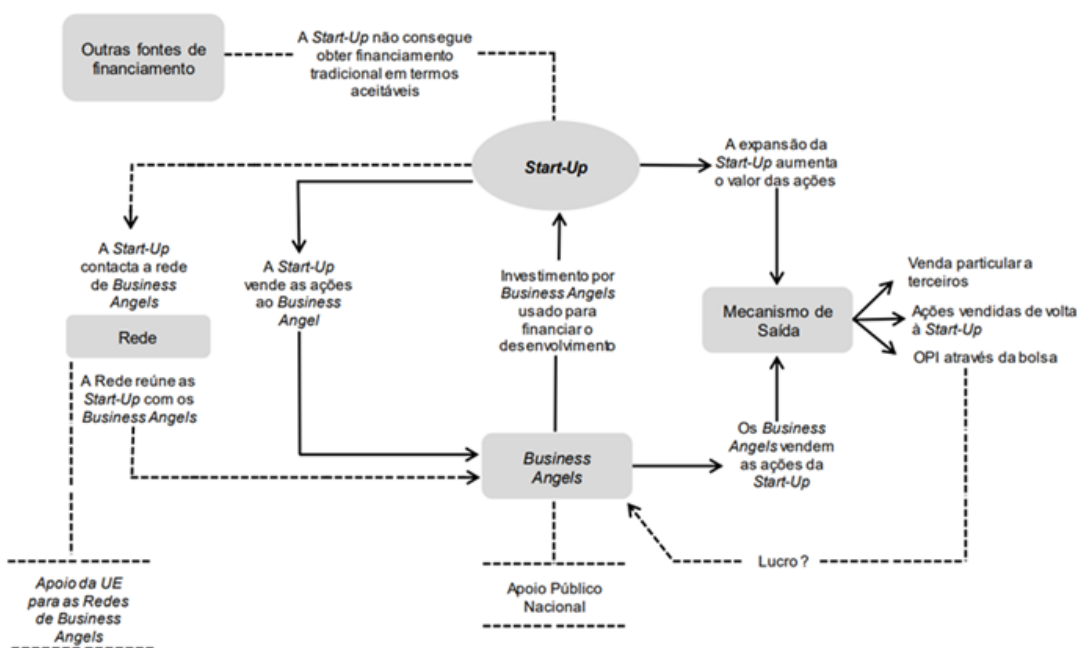 Outras fontes de
financiamento
A Start-Up não consegue
obter financiamento
tradicional em termos
aceitáveis
Start-Up
A expansão da
Start-Up aumenta
o valor das ações
A Start-Up
contacta a rede
de Business
Angels
Rede
A Rede reúne as
Start-Up com os
Business Angels
A Start-Up
vende as ações
ao Business
Angel
Investimento por
Business Angels
usado para
financiar o
desenvolvimento
Mecanismo de
Saída
Venda particular a
terceiros
Ações vendidas de volta
à Start-Up
OPI através da bolsa
Business
Angels
Os Business
Angels vendem
as ações da
Start-Up
Lucro?
Apoio da UE
para as Redes
de Business
Angels
Apoio Público
Nacional